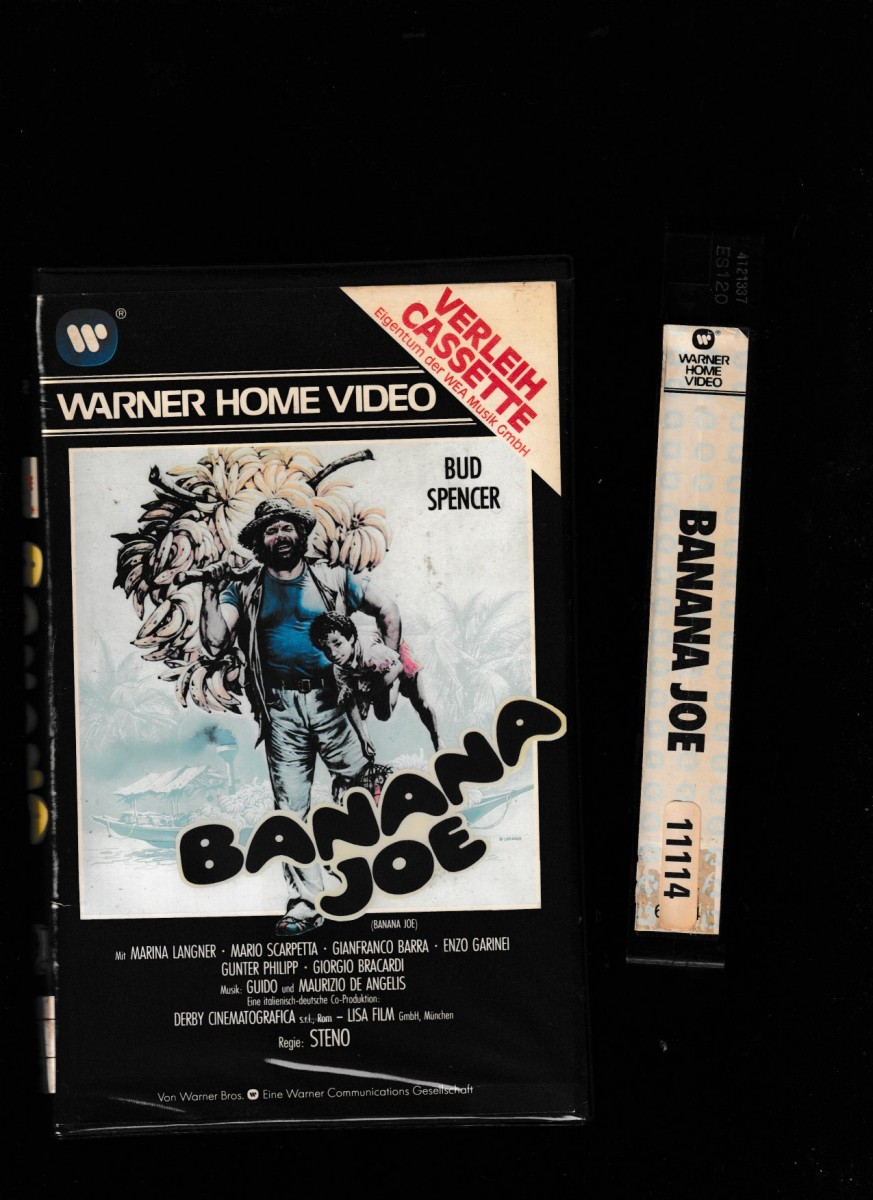 ®
WARNER HOME VIDEO
VERLEIH
CASSETTE
Eigentum der WEA Musik GmbH
BUD
SPENCER
BANANA
JOE
(BANANA JOE)
Mit MARINA LANGNER · MARIO SCARPETTA · GIANFRANCO BARRA · ENZO GARINEI
GUNTER PHILIPP · GIORGIO BRACARDI
Musik: GUIDO und MAURIZIO DE ANGELIS
Eine italienisch-deutsche Co-Produktion:
DERBY CINEMATOGRAFICA s.r.l., Rom – LISA FILM GmbH, München
Regie: STENO
Von Warner Bros. Eine Warner Communications Gesellschaft
4121337
ES120
WARNER
HOME
VIDEO
BANANA JOE
11114